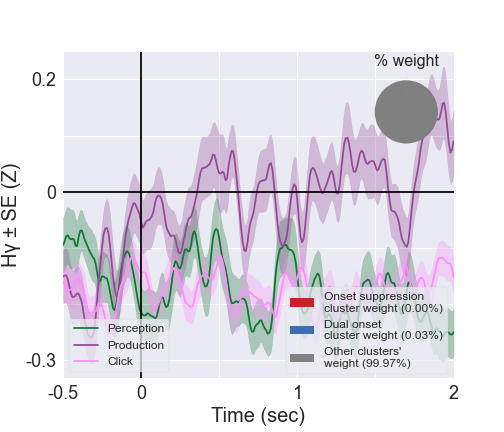 % weight
0.2
0
-0.3
Hγ ± SE (Z)
Perception
Production
Click
Onset suppression
cluster weight (0.00%)
Dual onset
cluster weight (0.03%)
Other clusters'
weight (99.97%)
-0.5
0
1
2
Time (sec)